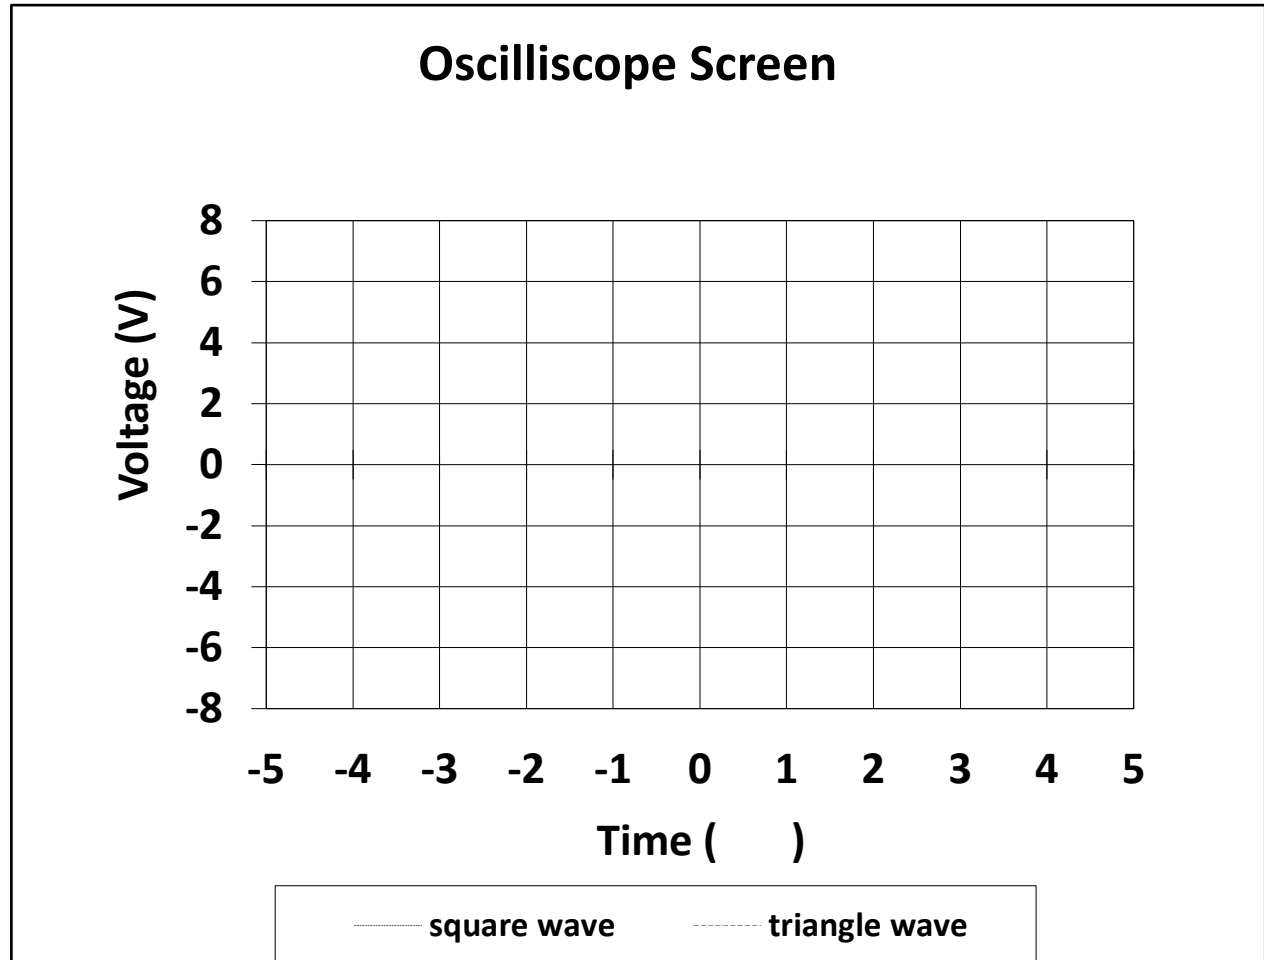 Oscilliscope Screen
8
6
4
2
0
-2
-4
-6
-8
Voltage (V)
-5 -4 -3 -2 -1 0 1 2 3 4 5
Time ( )
square wave triangle wave